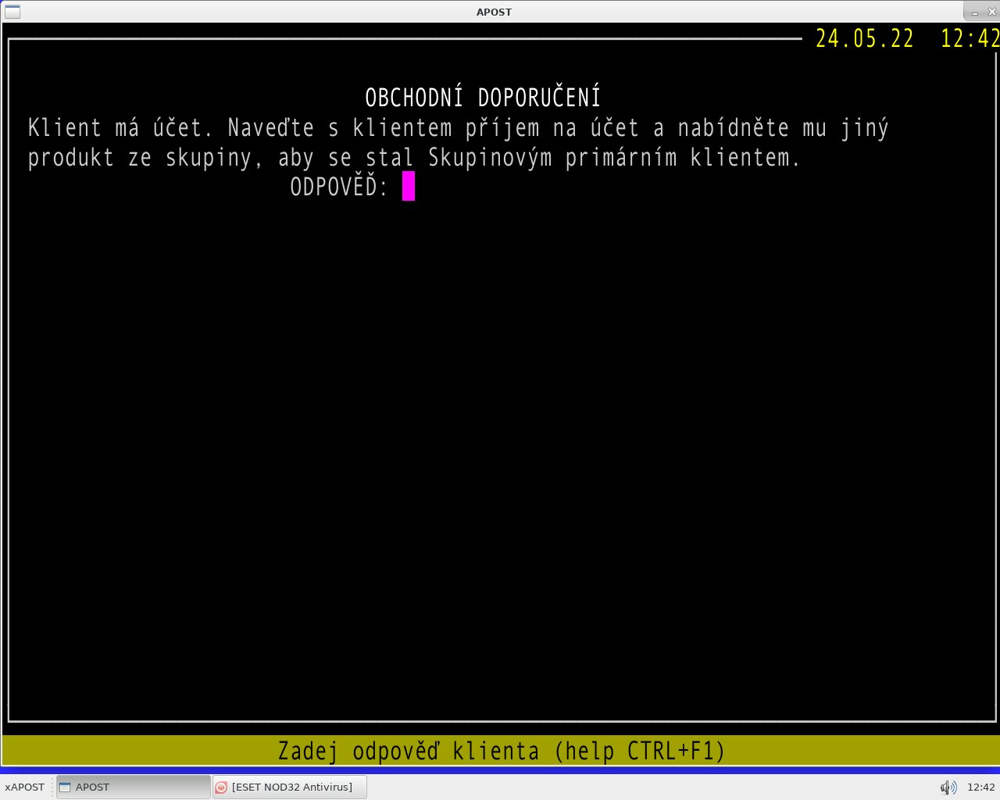 APOST
24.05.22 12:42
OBCHODNÍ DOPORUČENÍ
Klient má účet. Naveďte s klientem příjem na účet a nabídněte mu jiný
produkt ze skupiny, aby se stal Skupinovým primárním klientem.
ODPOVĚĎ:
Zadej odpověď klienta (help CTRL+F1)
xAPOST APOST [ESET NOD32 Antivirus] 12:42